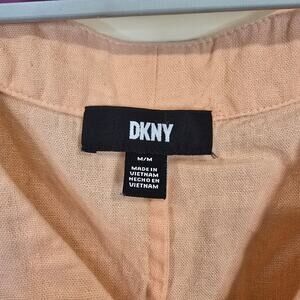 DKNY
M/M
MADE IN
VIETNAM
HECHO EN
VIETNAM